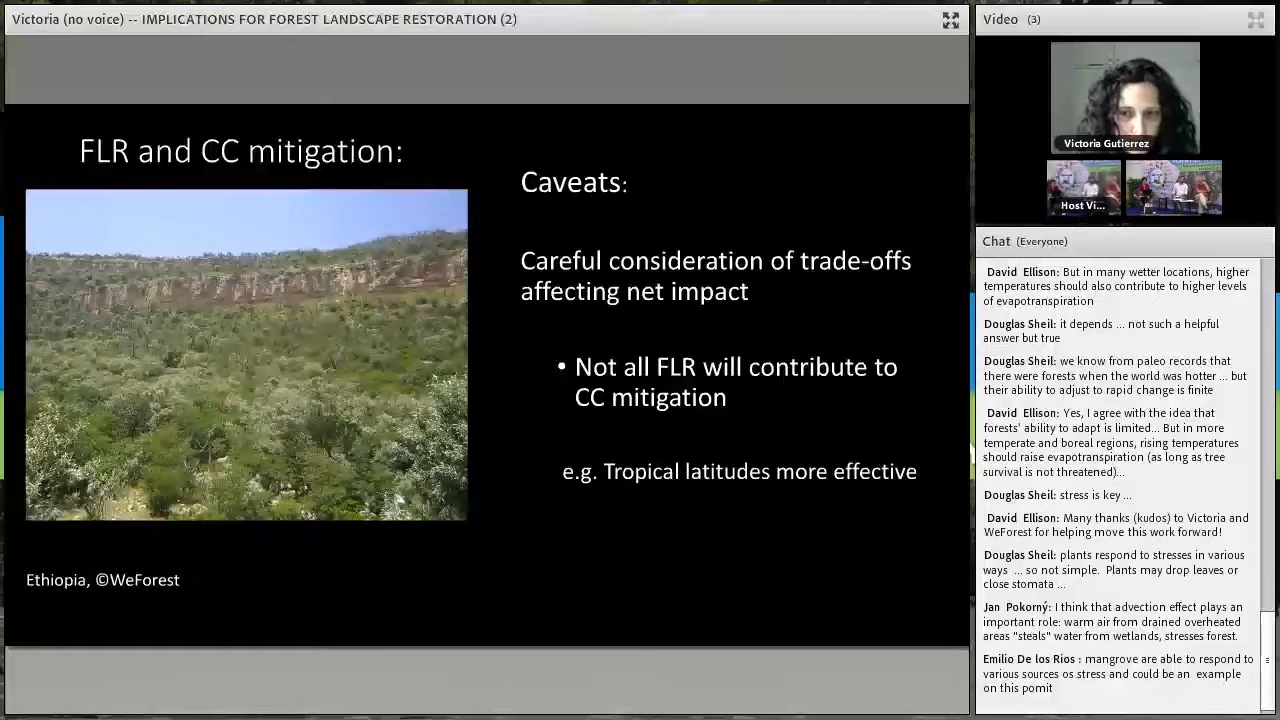 Victoria (no voice) -- IMPLICATIONS FOR FOREST LANDSCAPE RESTORATION (2)
FLR and CC mitigation:
Caveats:
Careful consideration of trade-offs
affecting net impact
• Not all FLR will contribute to
CC mitigation
e.g. Tropical latitudes more effective
Ethiopia, ©WeForest
Video (3)
Victoria Gutierrez
Host Vi...
Chat (Everyone)
David Ellison: But in many wetter locations, higher
temperatures should also contribute to higher levels
of evapotranspiration
Douglas Sheil: it depends ... not such a helpful
answer but true
Douglas Sheil: we know from paleo records that
there were forests when the world was hotter ... but
their ability to adjust to rapid change is finite
David Ellison: Yes, I agree with the idea that
forests' ability to adapt is limited... But in more
temperate and boreal regions, rising temperatures
should raise evapotranspiration (as long as tree
survival is not threatened)...
Douglas Sheil: stress is key ...
David Ellison: Many thanks (kudos) to Victoria and
WeForest for helping move this work forward!
Douglas Sheil: plants respond to stresses in various
ways ... so not simple. Plants may drop leaves or
close stomata ...
Jan Pokorný: I think that advection effect plays an
important role: warm air from drained overheated
areas "steals" water from wetlands, stresses forest.
Emilio De los Rios : mangrove are able to respond to
various sources os stress and could be an example
on this pomit